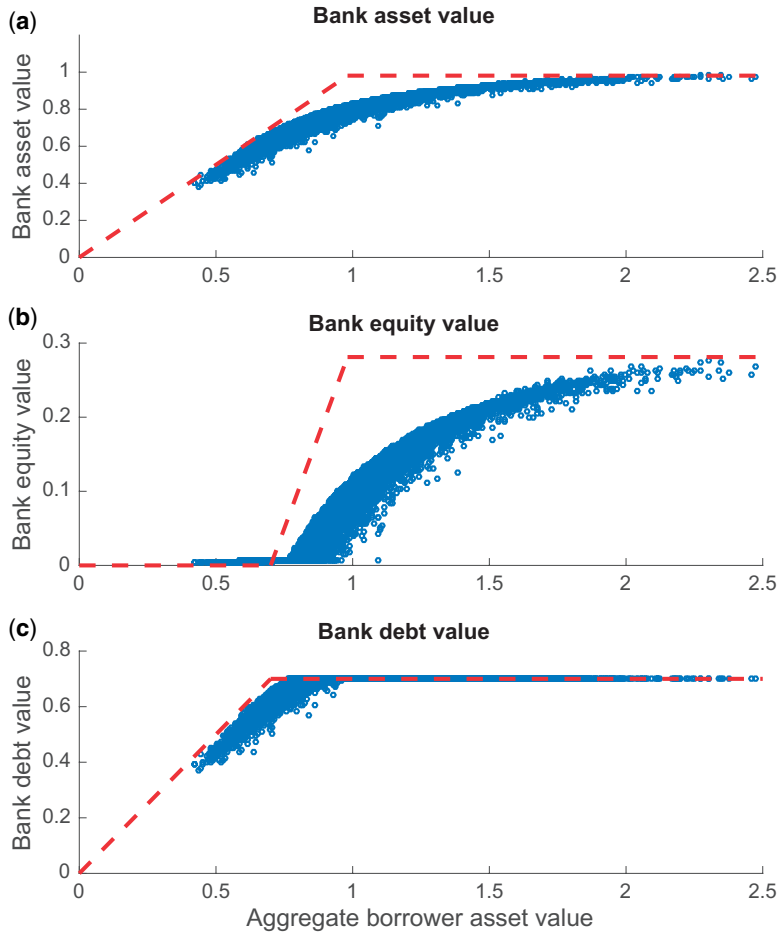 (a)
Bank asset value
Bank asset value
1
0.8
0.6
0.4
0.2
0
0 0.5 1 1.5 2 2.5
(b)
Bank equity value
Bank equity value
0.3
0.2
0.1
0
0 0.5 1 1.5 2 2.5
(c)
Bank debt value
Bank debt value
0.8
0.6
0.4
0.2
0
0 0.5 1 1.5 2 2.5
Aggregate borrower asset value